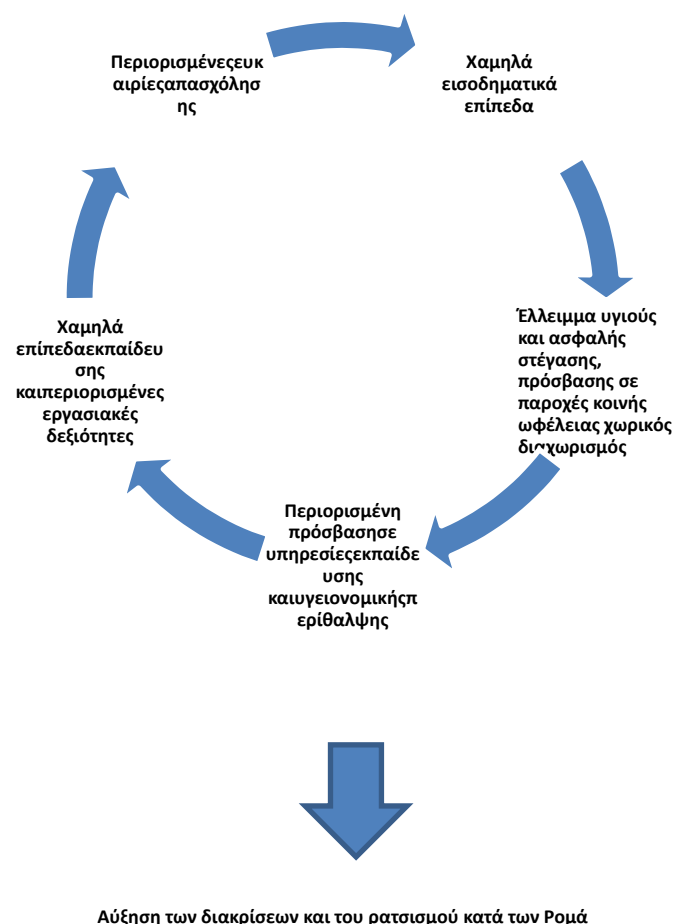 Περιορισμένεςευκ
αιρίεςαπασχόλησ
ης
Χαμηλά
εισοδηματικά
επίπεδα
Έλλειμμα υγιούς
και ασφαλής
στέγασης,
πρόσβασης σε
παροχές κοινής
ωφέλειας χωρικός
διαχωρισμός
Περιορισμένη
πρόσβασησε
υπηρεσίεςεκπαίδε
υσης
καιυγειονομικήςπ
ερίθαλψης
Χαμηλά
επίπεδαεκπαίδευ
σης
καιπεριορισμένες
εργασιακές
δεξιότητες
Αύξηση των διακρίσεων και του ρατσισμού κατά των Ρομά